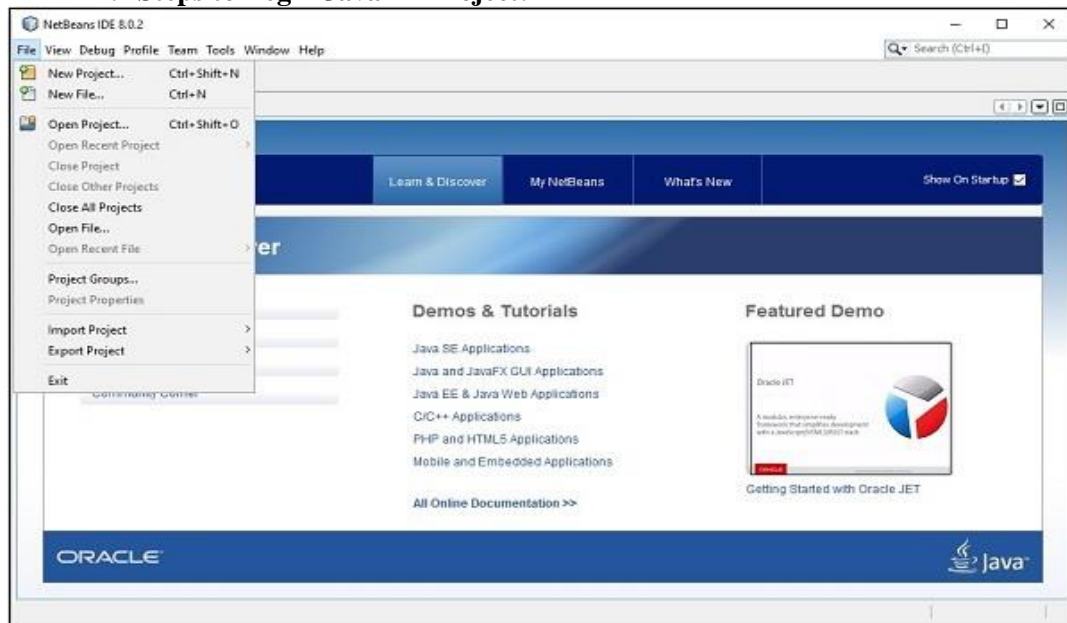 NetBeans IDE 8.0.2
File View Debug Profile Team Tools Window Help
Search (Ctrl+I)
New Project... Ctrl+Shift+N
New File... Ctrl+N
Open Project... Ctrl+Shift+O
Open Recent Project
Close Project
Close Other Projects
Close All Projects
Open File...
Open Recent File
Project Groups...
Project Properties
Import Project
Export Project
Exit
Learn & Discover My NetBeans What's New Show On Startup
er
Demos & Tutorials
Java SE Applications
Java and JavaFX GUI Applications
Java EE & Java Web Applications
C/C++ Applications
PHP and HTML5 Applications
Mobile and Embedded Applications
All Online Documentation >>
Featured Demo
Oracle JET
ORACLE
Getting Started with Oracle JET
ORACLE
Java